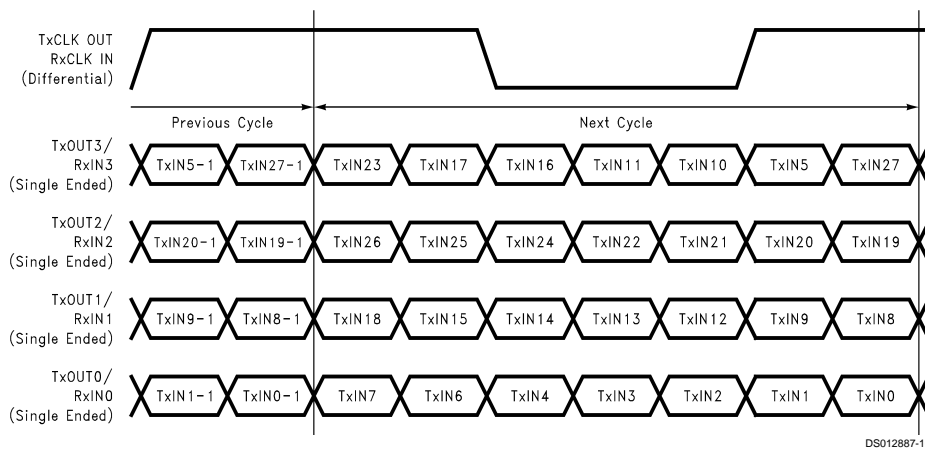 TxCLK OUT
RxCLK IN
(Differential)
Previous Cycle
Next Cycle
TxOUT3/
RxIN3
(Single Ended)
TxIN5-1 TxIN27-1 TxIN23 TxIN17 TxIN16 TxIN11 TxIN10 TxIN5 TxIN27
TxOUT2/
RxIN2
(Single Ended)
TxIN20-1 TxIN19-1 TxIN26 TxIN25 TxIN24 TxIN22 TxIN21 TxIN20 TxIN19
TxOUT1/
RxIN1
(Single Ended)
TxIN9-1 TxIN8-1 TxIN18 TxIN15 TxIN14 TxIN13 TxIN12 TxIN9 TxIN8
TxOUT0/
RxIN0
(Single Ended)
TxIN1-1 TxIN0-1 TxIN7 TxIN6 TxIN4 TxIN3 TxIN2 TxIN1 TxIN0